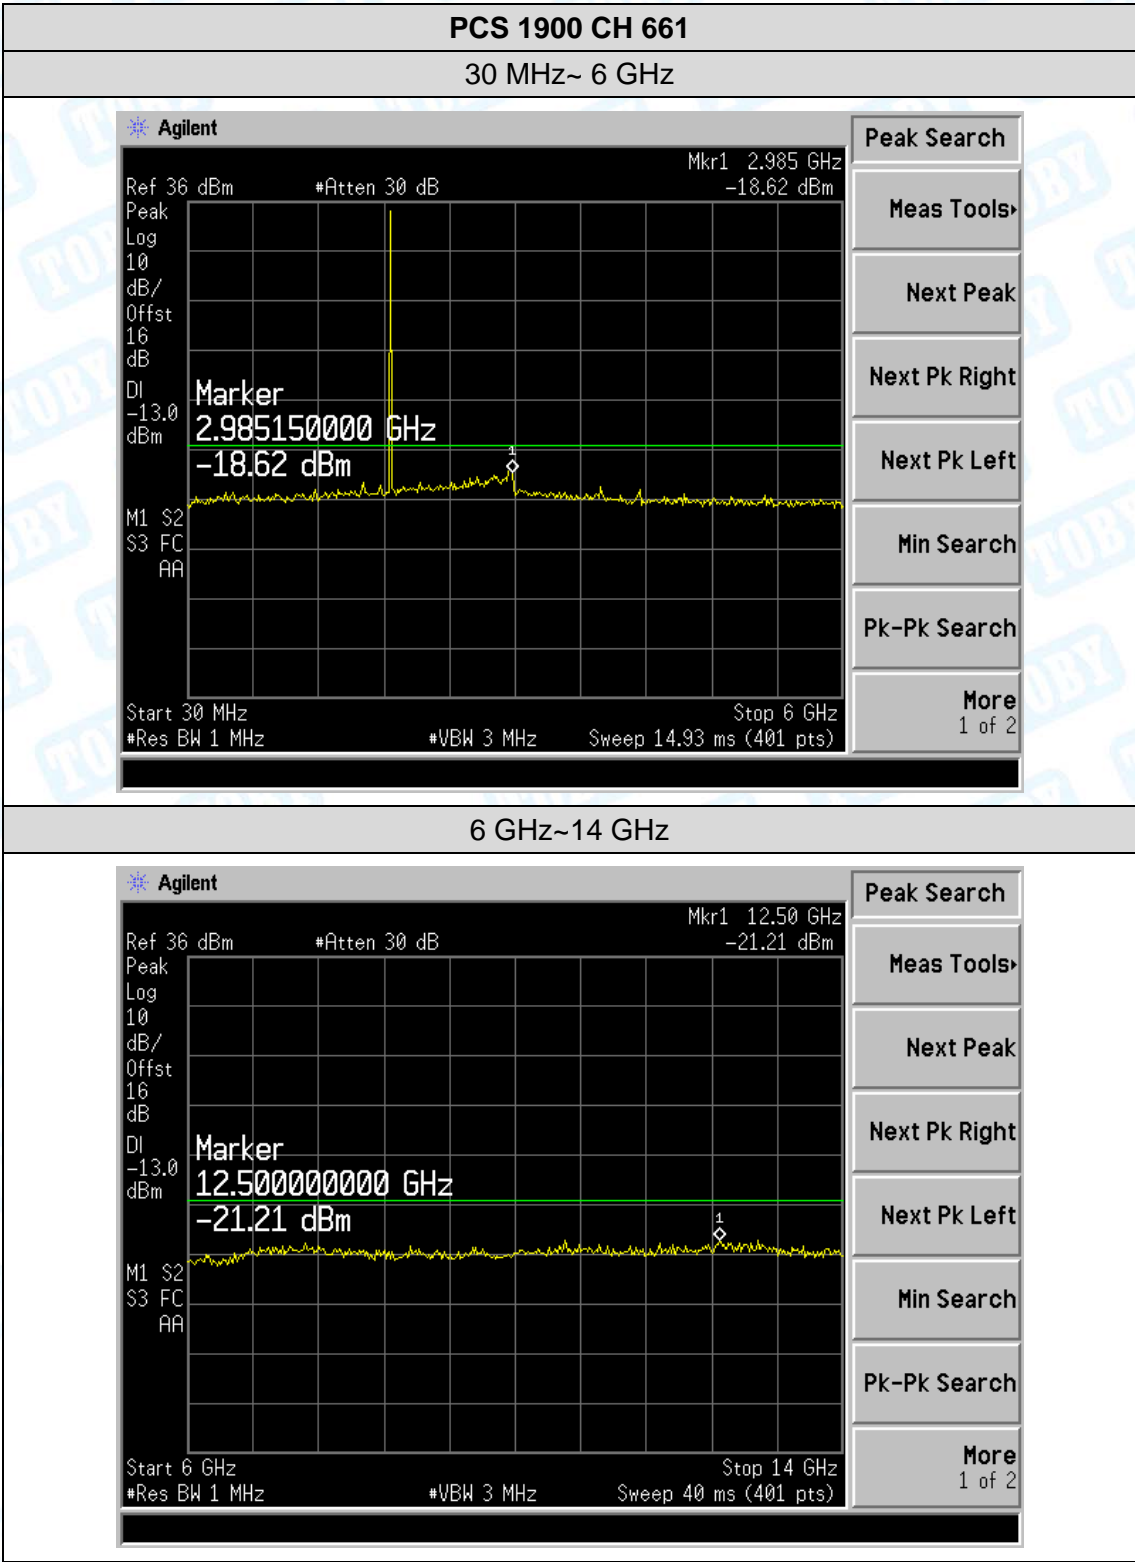 PCS 1900 CH 661
30 MHz~ 6 GHz
Agilent
Peak Search
Mkr1 2.985 GHz
Ref 36 dBm #Atten 30 dB -18.62 dBm
Peak
Log
10
dB/
Offst
16
dB
DI
-13.0
dBm
Marker
2.985150000 GHz
-18.62 dBm
1
M1 S2
S3 FC
AA
Start 30 MHz Stop 6 GHz
#Res BW 1 MHz #VBW 3 MHz Sweep 14.93 ms (401 pts)
Meas Tools
Next Peak
Next Pk Right
Next Pk Left
Min Search
Pk-Pk Search
More
1 of 2
6 GHz~14 GHz
Agilent
Peak Search
Mkr1 12.50 GHz
Ref 36 dBm #Atten 30 dB -21.21 dBm
Peak
Log
10
dB/
Offst
16
dB
DI
-13.0
dBm
Marker
12.500000000 GHz
-21.21 dBm
1
M1 S2
S3 FC
AA
Start 6 GHz Stop 14 GHz
#Res BW 1 MHz #VBW 3 MHz Sweep 40 ms (401 pts)
Meas Tools
Next Peak
Next Pk Right
Next Pk Left
Min Search
Pk-Pk Search
More
1 of 2
TOBY